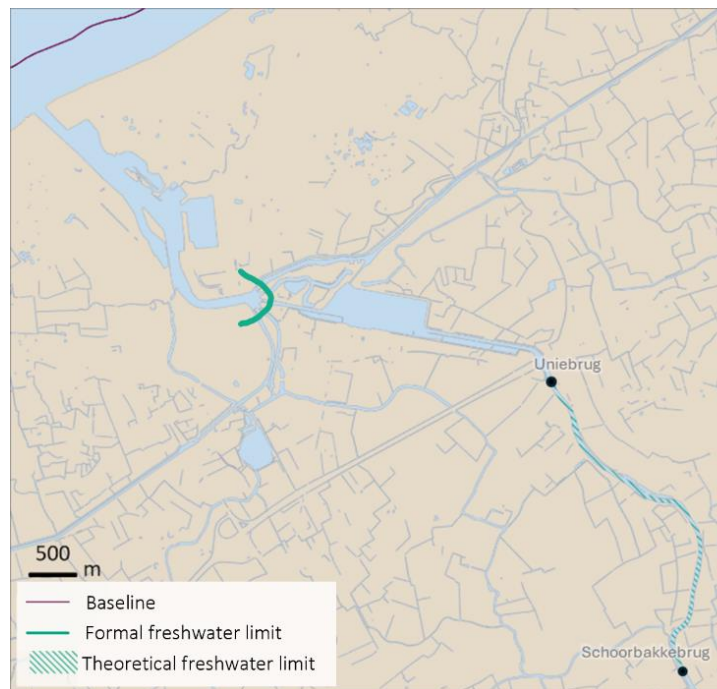 Uniebrug
Schoorbakkebrug
500
m
Baseline
Formal freshwater limit
Theoretical freshwater limit